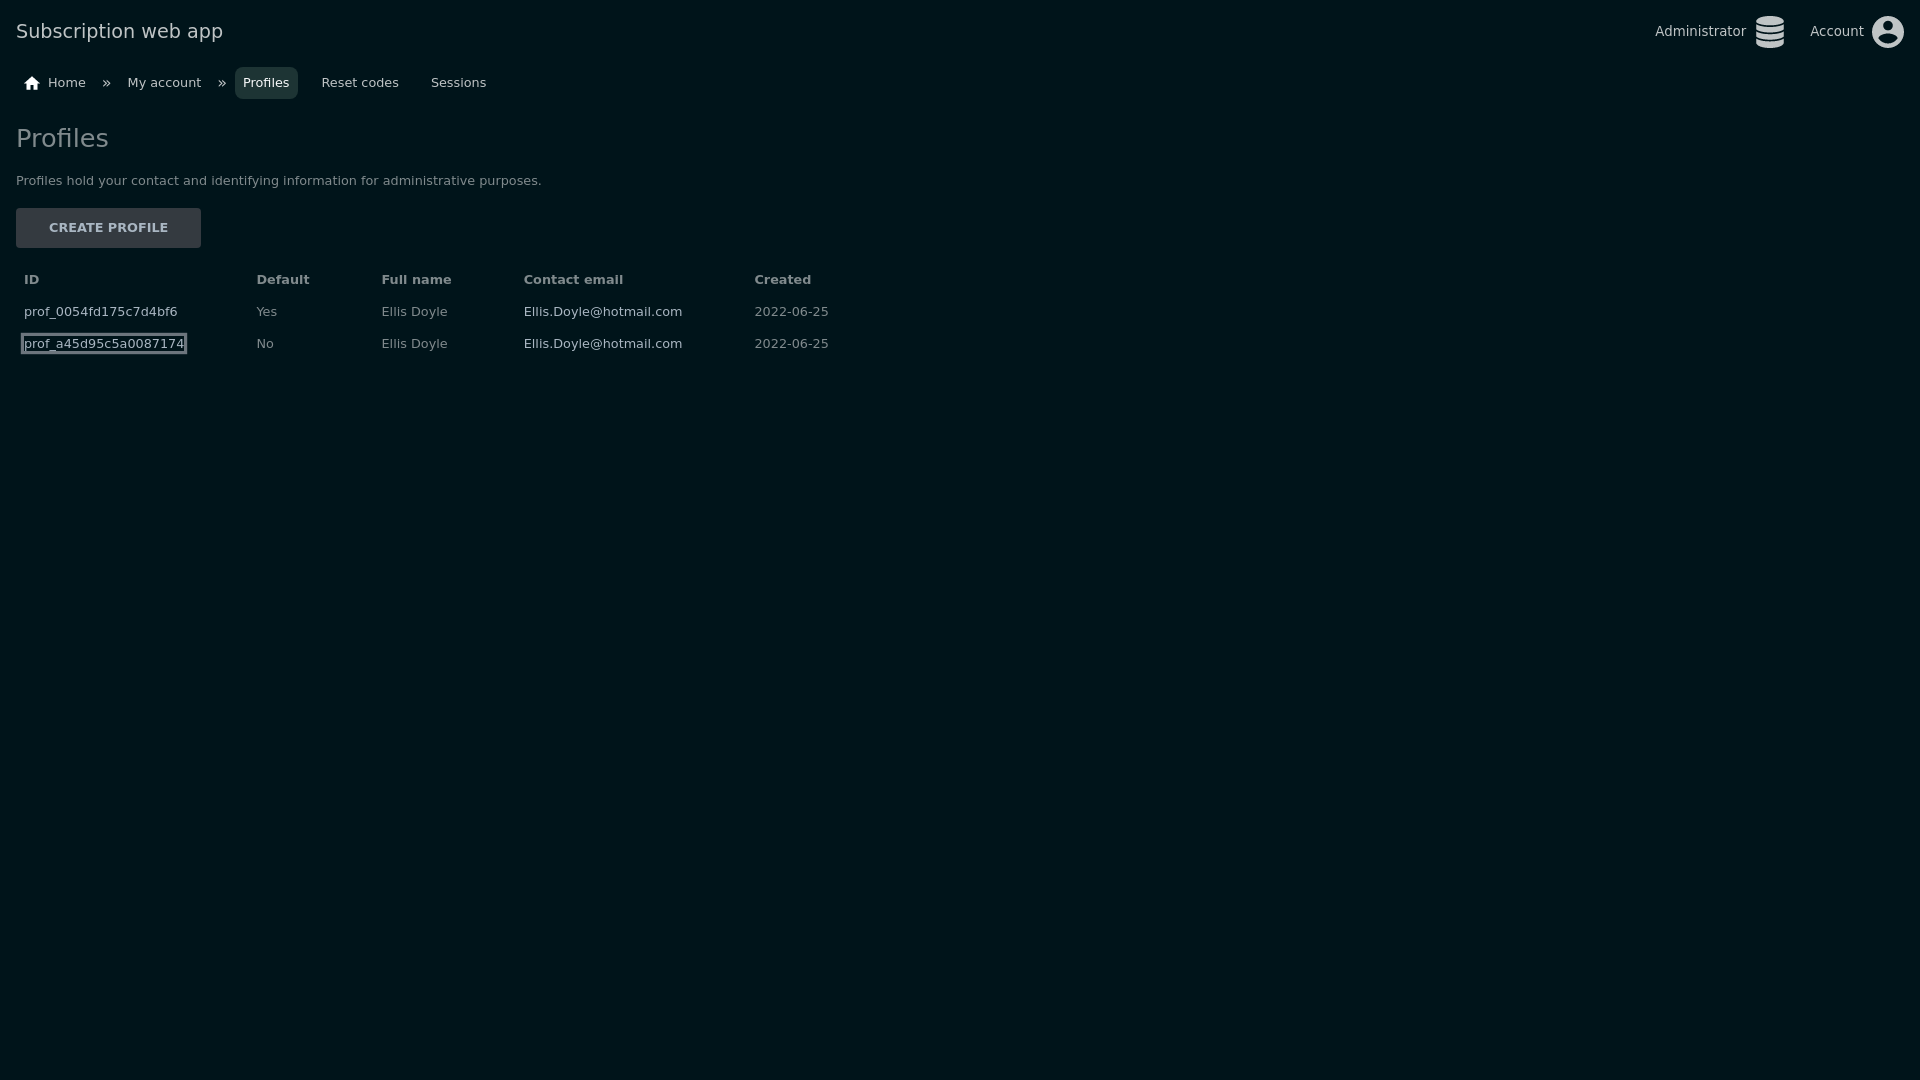 Subscription web app
Administrator Account
Home » My account » Profiles Reset codes Sessions
Profiles
Profiles hold your contact and identifying information for administrative purposes.
CREATE PROFILE
ID Default Full name Contact email Created
prof_0054fd175c7d4bf6 Yes Ellis Doyle Ellis.Doyle@hotmail.com 2022-06-25
prof_a45d95c5a0087174 No Ellis Doyle Ellis.Doyle@hotmail.com 2022-06-25